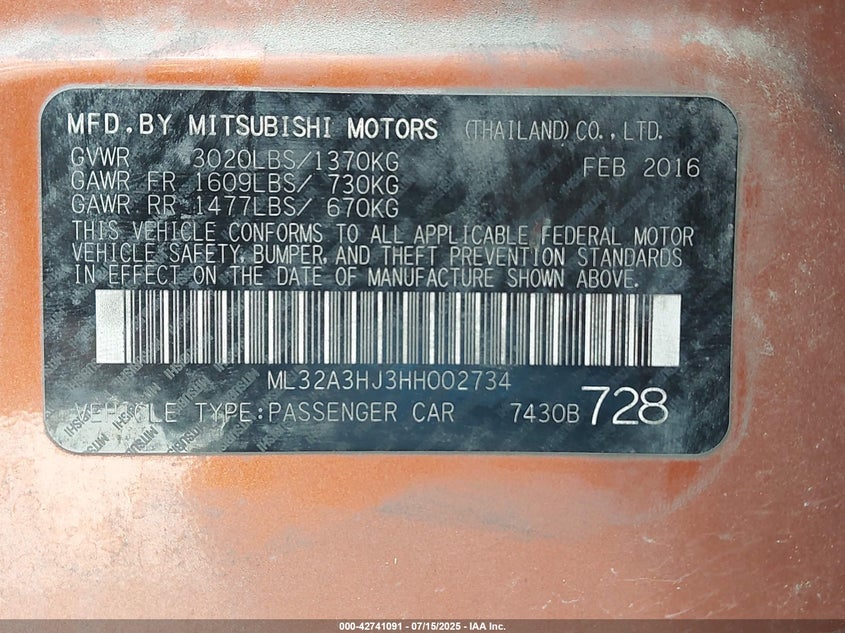 MFD. BY MITSUBISHI MOTORS (THAILAND) CO., LTD.
GVWR 3020LBS/1370KG FEB 2016
GAWR FR 1609LBS/ 730KG
GAWR RR 1477LBS/ 670KG
THIS VEHICLE CONFORMS TO ALL APPLICABLE FEDERAL MOTOR
VEHICLE SAFETY, BUMPER, AND THEFT PREVENTION STANDARDS
IN EFFECT ON THE DATE OF MANUFACTURE SHOWN ABOVE.
ML32A3HJ3HH002734
VEHICLE TYPE:PASSENGER CAR 7430B 728
000-42741091 - 07/15/2025 - IAA Inc.